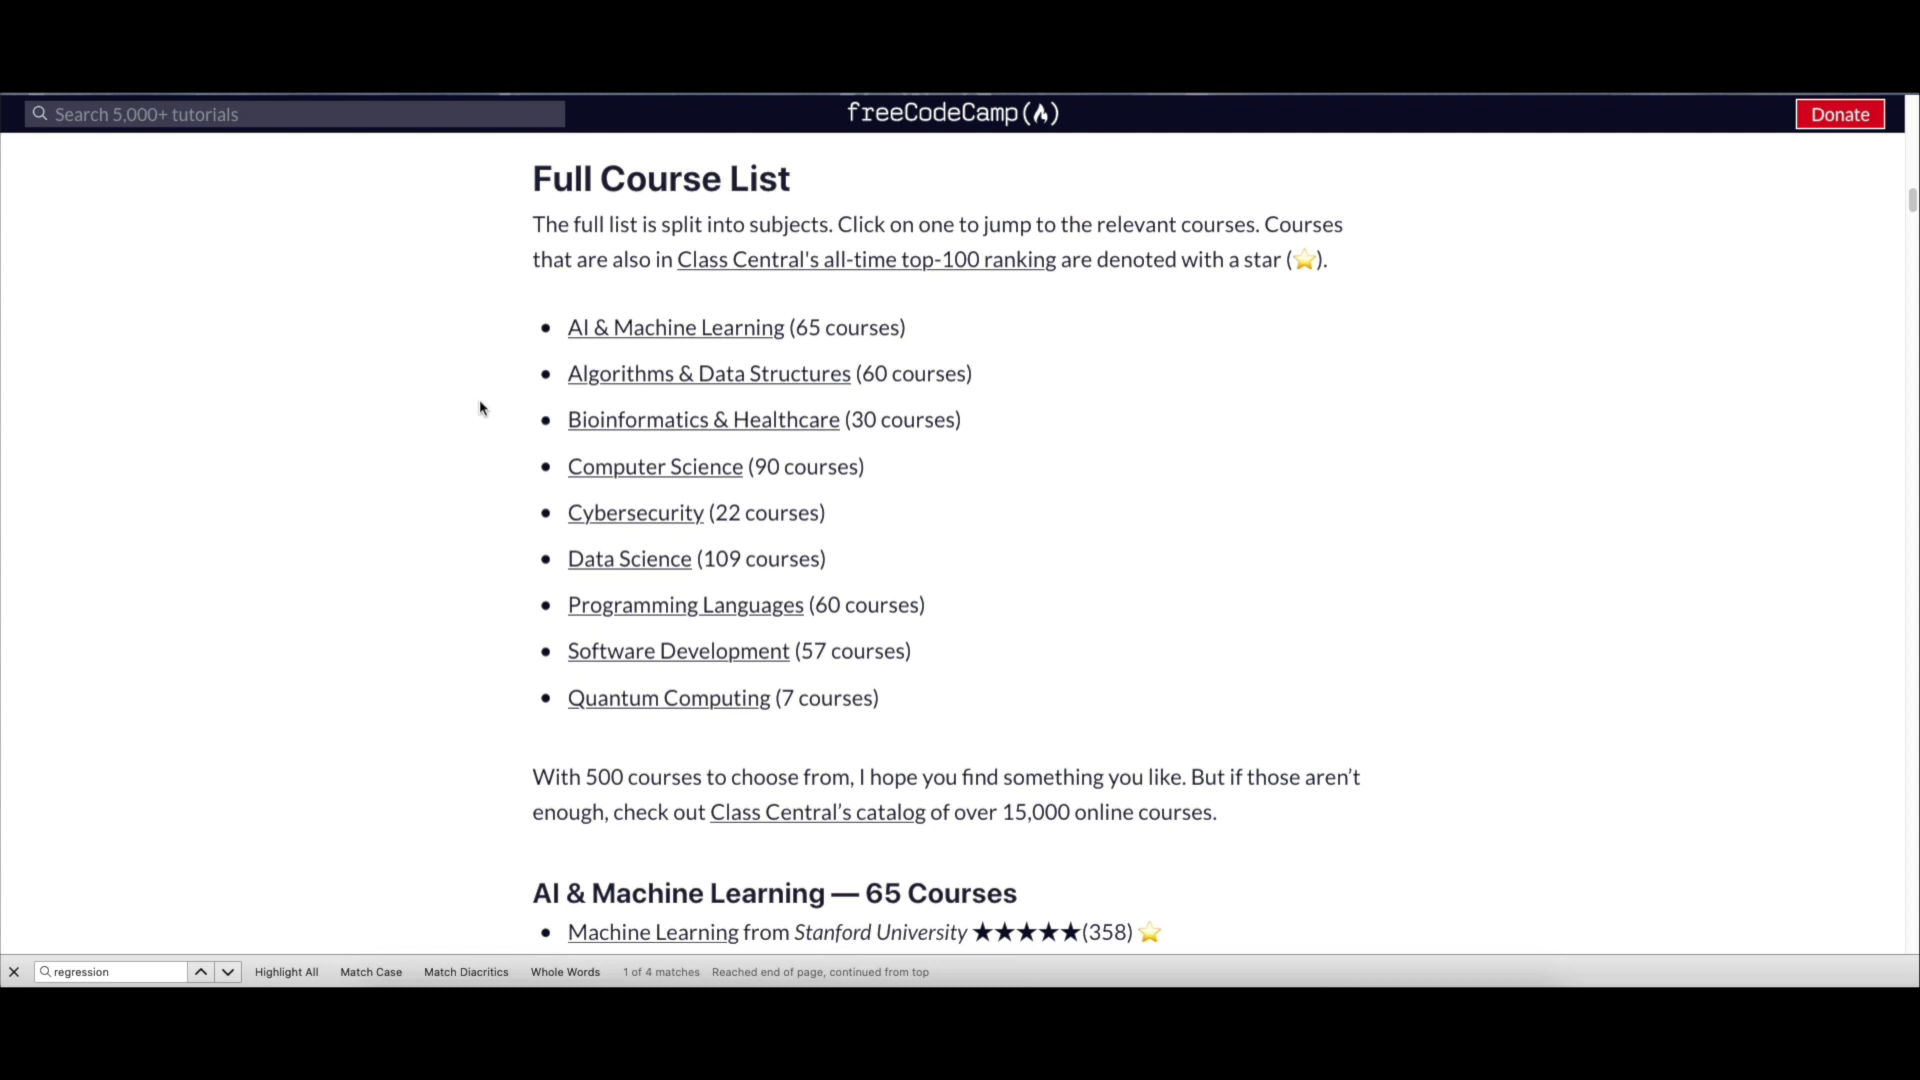 Search 5,000+ tutorials
freeCodeCamp
Donate
Full Course List
The full list is split into subjects. Click on one to jump to the relevant courses. Courses
that are also in Class Central's all-time top-100 ranking are denoted with a star (⭐).
AI & Machine Learning (65 courses)
Algorithms & Data Structures (60 courses)
Bioinformatics & Healthcare (30 courses)
Computer Science (90 courses)
Cybersecurity (22 courses)
Data Science (109 courses)
Programming Languages (60 courses)
Software Development (57 courses)
Quantum Computing (7 courses)
With 500 courses to choose from, I hope you find something you like. But if those aren’t
enough, check out Class Central’s catalog of over 15,000 online courses.
AI & Machine Learning — 65 Courses
Machine Learning from Stanford University ★★★★★(358) ⭐
regression Highlight All Match Case Match Diacritics Whole Words 1 of 4 matches Reached end of page, continued from top